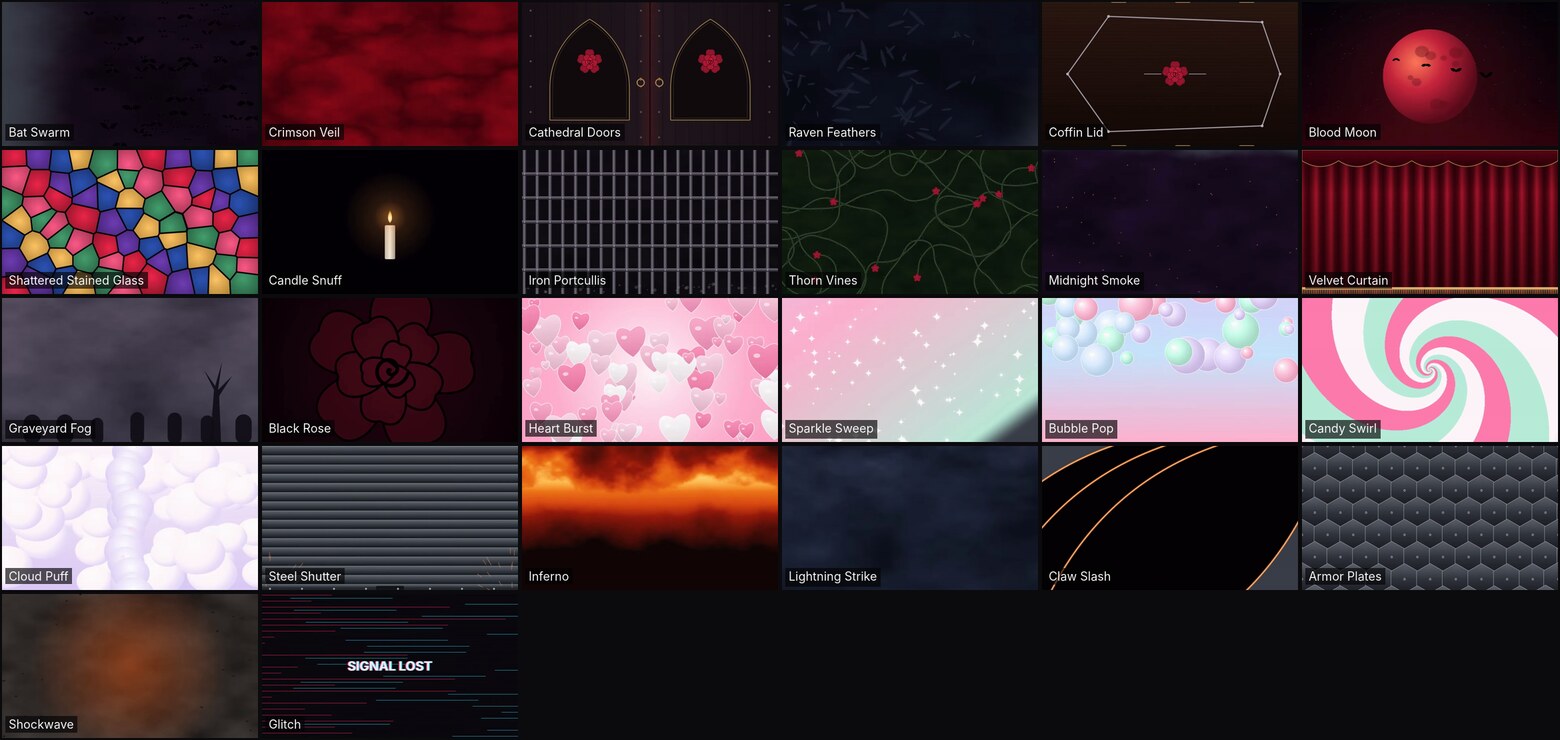 Bat Swarm
Crimson Veil
Cathedral Doors
Raven Feathers
Coffin Lid
Blood Moon
Shattered Stained Glass
Candle Snuff
Iron Portcullis
Thorn Vines
Midnight Smoke
Velvet Curtain
Graveyard Fog
Black Rose
Heart Burst
Sparkle Sweep
Bubble Pop
Candy Swirl
Cloud Puff
Steel Shutter
Inferno
Lightning Strike
Claw Slash
Armor Plates
Shockwave
SIGNAL LOST
Glitch